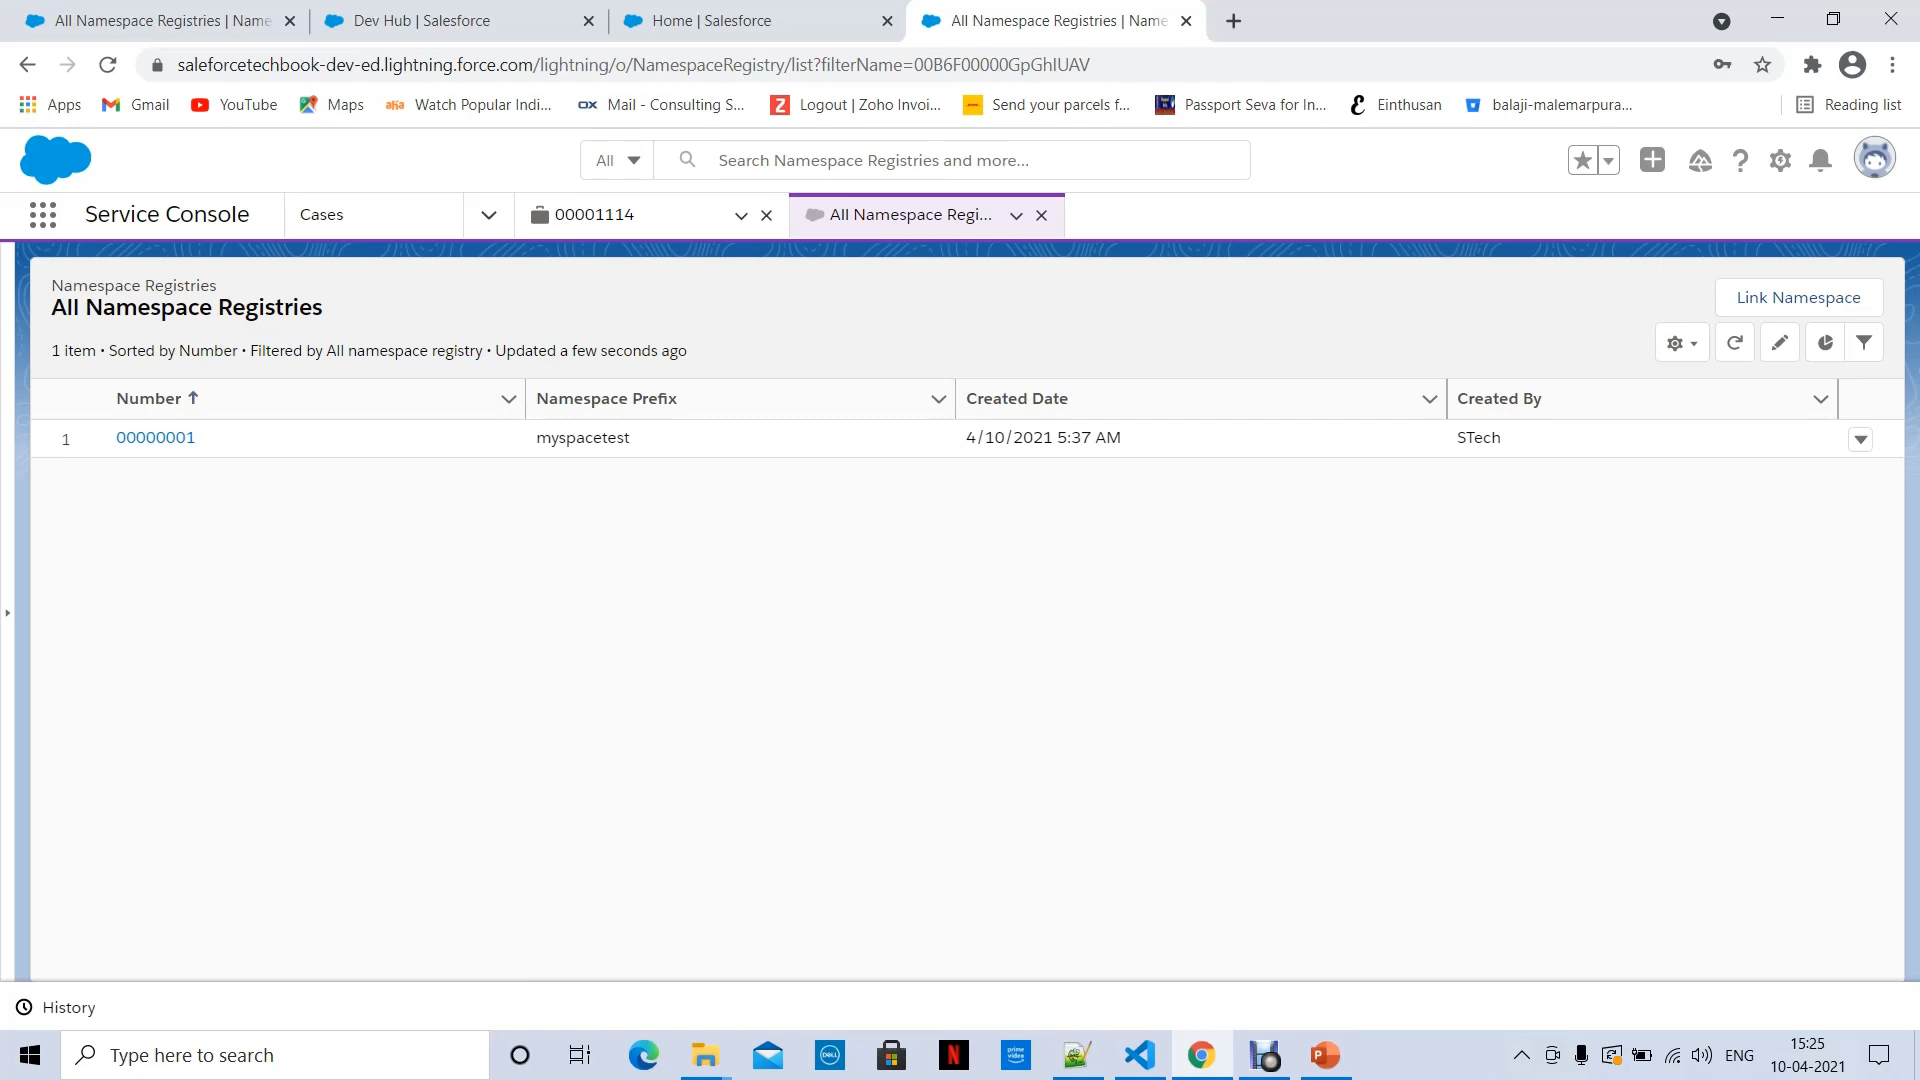 All Namespace Registries | Name
Dev Hub | Salesforce
Home | Salesforce
All Namespace Registries | Name
saleforcetechbook-dev-ed.lightning.force.com/lightning/o/NamespaceRegistry/list?filterName=00B6F00000GpGhIUAV
Apps
Gmail
YouTube
Maps
aha
Watch Popular Indi...
OX
Mail - Consulting S...
Z
Logout | Zoho Invoi...
Send your parcels f...
Passport Seva for In...
Einthusan
balaji-malemarpura...
Reading list
All
Search Namespace Registries and more...
Service Console
Cases
00001114
All Namespace Regi...
Namespace Registries
All Namespace Registries
Link Namespace
1 item • Sorted by Number • Filtered by All namespace registry • Updated a few seconds ago
Number
Namespace Prefix
Created Date
Created By
1
00000001
myspacetest
4/10/2021 5:37 AM
STech
History
Type here to search
DELL
N
prime video
P
ENG
15:25
10-04-2021